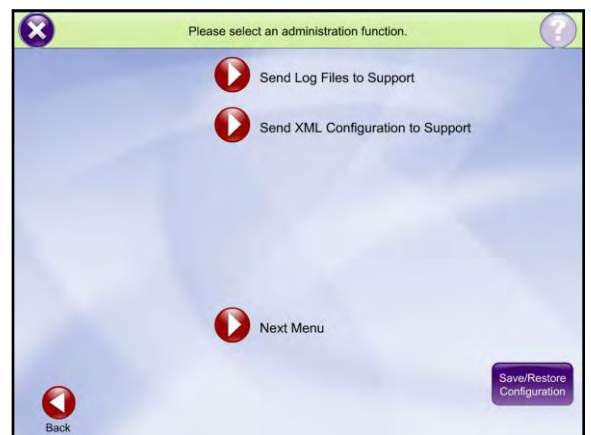 Please select an administration function.
?
Send Log Files to Support
Send XML Configuration to Support
Next Menu
Save/Restore
Configuration
Back